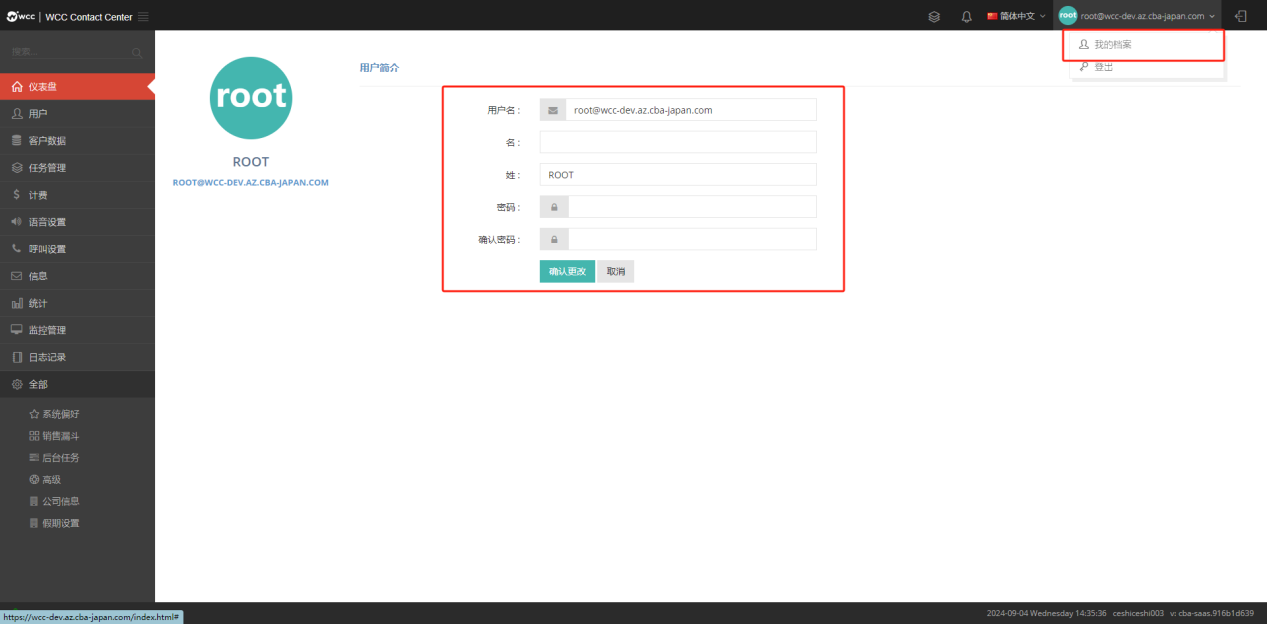 wcc | WCC Contact Center
简体中文
root
root@wcc-dev.az.cba-japan.com
我的档案
登出
搜索...
仪表盘
用户
客户数据
任务管理
计费
语音设置
呼叫设置
信息
统计
监控管理
日志记录
全部
系统偏好
销售漏斗
后台任务
高级
公司信息
假期设置
root
ROOT
ROOT@WCC-DEV.AZ.CBA-JAPAN.COM
用户简介
用户名：
root@wcc-dev.az.cba-japan.com
名：
姓：
ROOT
密码：
确认密码：
确认更改
取消
https://wcc-dev.az.cba-japan.com/index.html#
2024-09-04 Wednesday 14:35:36 ceshiceshi003 v: cba-saas.916b1d639